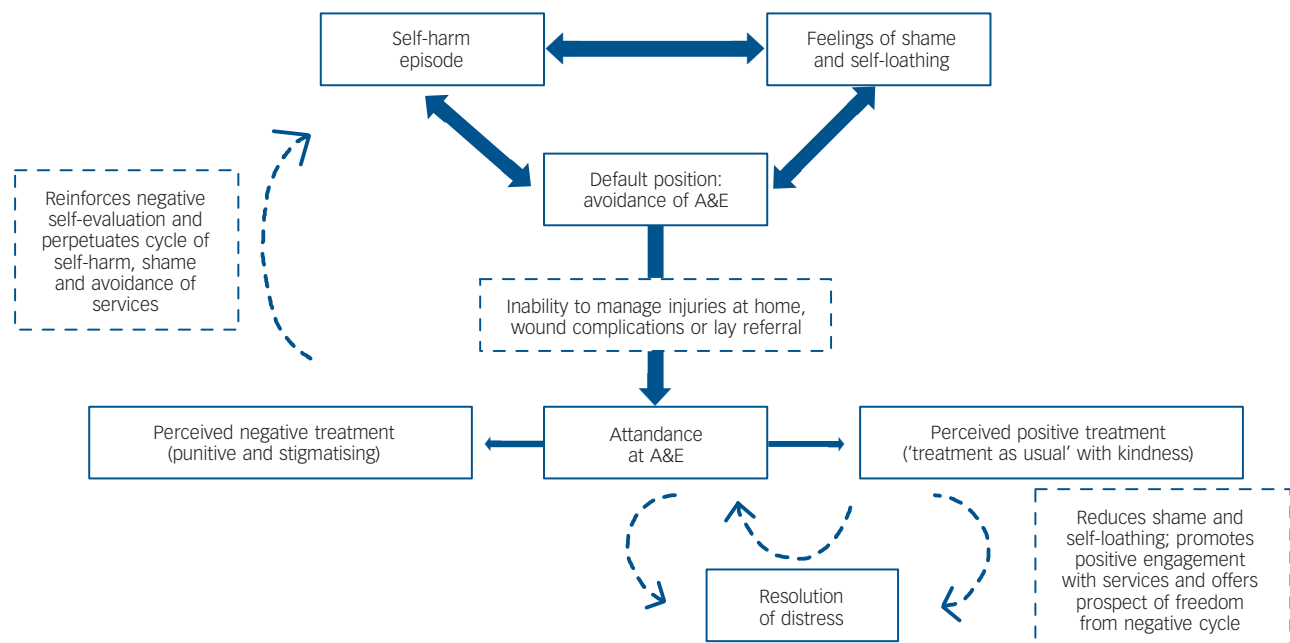 Self-harm
episode
Feelings of shame
and self-loathing
Default position:
avoidance of A&E
Reinforces negative
self-evaluation and
perpetuates cycle of
self-harm, shame
and avoidance of
services
Inability to manage injuries at home,
wound complications or lay referral
Perceived negative treatment
(punitive and stigmatising)
Attandance
at A&E
Perceived positive treatment
(‘treatment as usual’ with kindness)
Reduces shame and
self-loathing; promotes
positive engagement
with services and offers
prospect of freedom
from negative cycle
Resolution
of distress